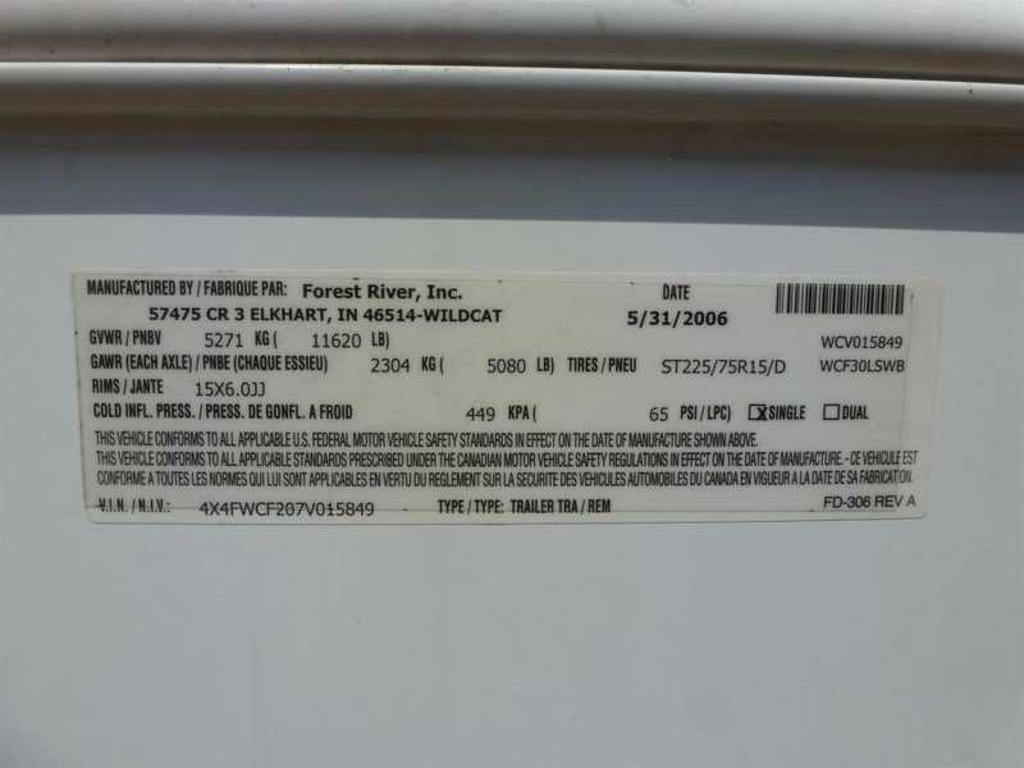 MANUFACTURED BY / FABRIQUE PAR: Forest River, Inc. DATE
57475 CR 3 ELKHART, IN 46514-WILDCAT 5/31/2006
GVWR / PNBV 5271 KG ( 11620 LB) WCV015849
GAWR (EACH AXLE) / PNBE (CHAQUE ESSIEU) 2304 KG ( 5080 LB) TIRES / PNEU ST225/75R15/D WCF30LSWB
RIMS / JANTE 15X6.0JJ
COLD INFL. PRESS. / PRESS. DE GONFL. A FROID 449 KPA ( 65 PSI / LPC) X SINGLE DUAL
THIS VEHICLE CONFORMS TO ALL APPLICABLE U.S. FEDERAL MOTOR VEHICLE SAFETY STANDARDS IN EFFECT ON THE DATE OF MANUFACTURE SHOWN ABOVE.
THIS VEHICLE CONFORMS TO ALL APPLICABLE STANDARDS PRESCRIBED UNDER THE CANADIAN MOTOR VEHICLE SAFETY REGULATIONS IN EFFECT ON THE DATE OF MANUFACTURE. - CE VEHICULE EST
CONFORME A TOUTES LES NORMES QUI LUI SONT APPLICABLES EN VERTU DU REGLEMENT SUR LA SECURITE DES VEHICULES AUTOMOBILES DU CANADA EN VIGUEUR A LA DATE DE SA FABRICATION.
V.I.N. / N.I.V.: 4X4FWCF207V015849 TYPE / TYPE: TRAILER TRA / REM FD-306 REV A